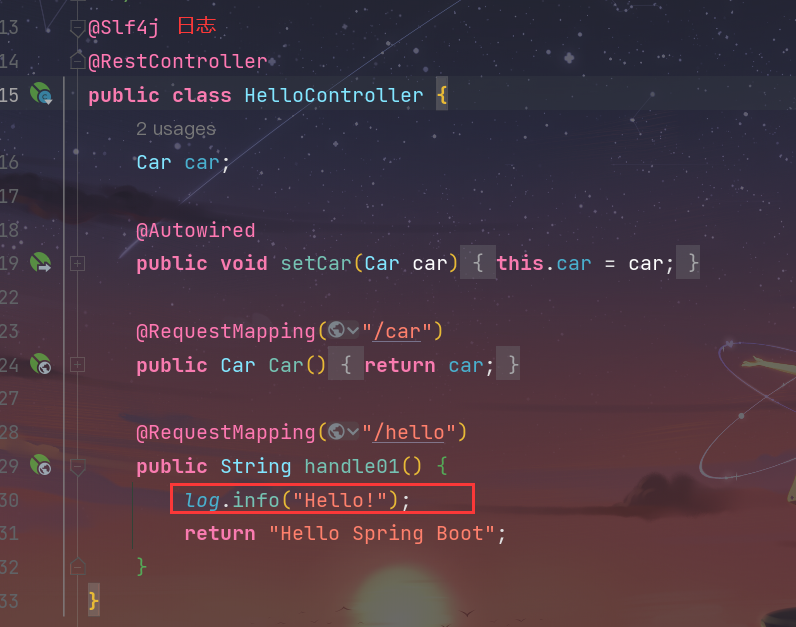 13 @Slf4j 日志
14 @RestController
15 public class HelloController {
2 usages
16 Car car;
17
18 @Autowired
19 public void setCar(Car car) { this.car = car; }
22
23 @RequestMapping("/car")
24 public Car Car() { return car; }
27
28 @RequestMapping("/hello")
29 public String handle01() {
30 log.info("Hello!");
31 return "Hello Spring Boot";
32 }
33 }